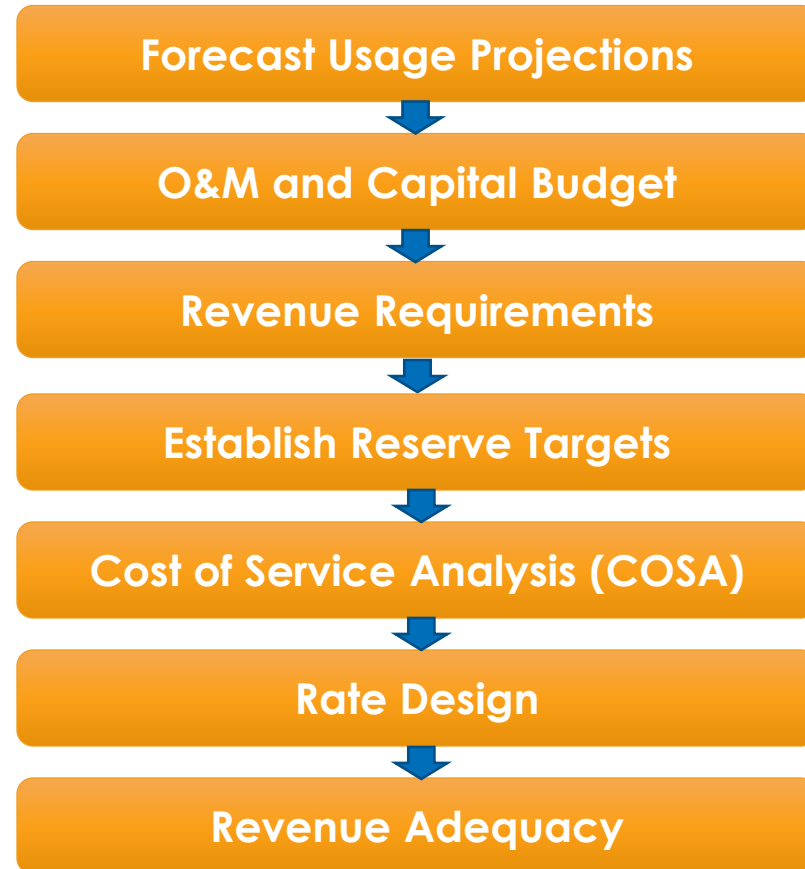 Forecast Usage Projections
O&M and Capital Budget
Revenue Requirements
Establish Reserve Targets
Cost of Service Analysis (COSA)
Rate Design
Revenue Adequacy